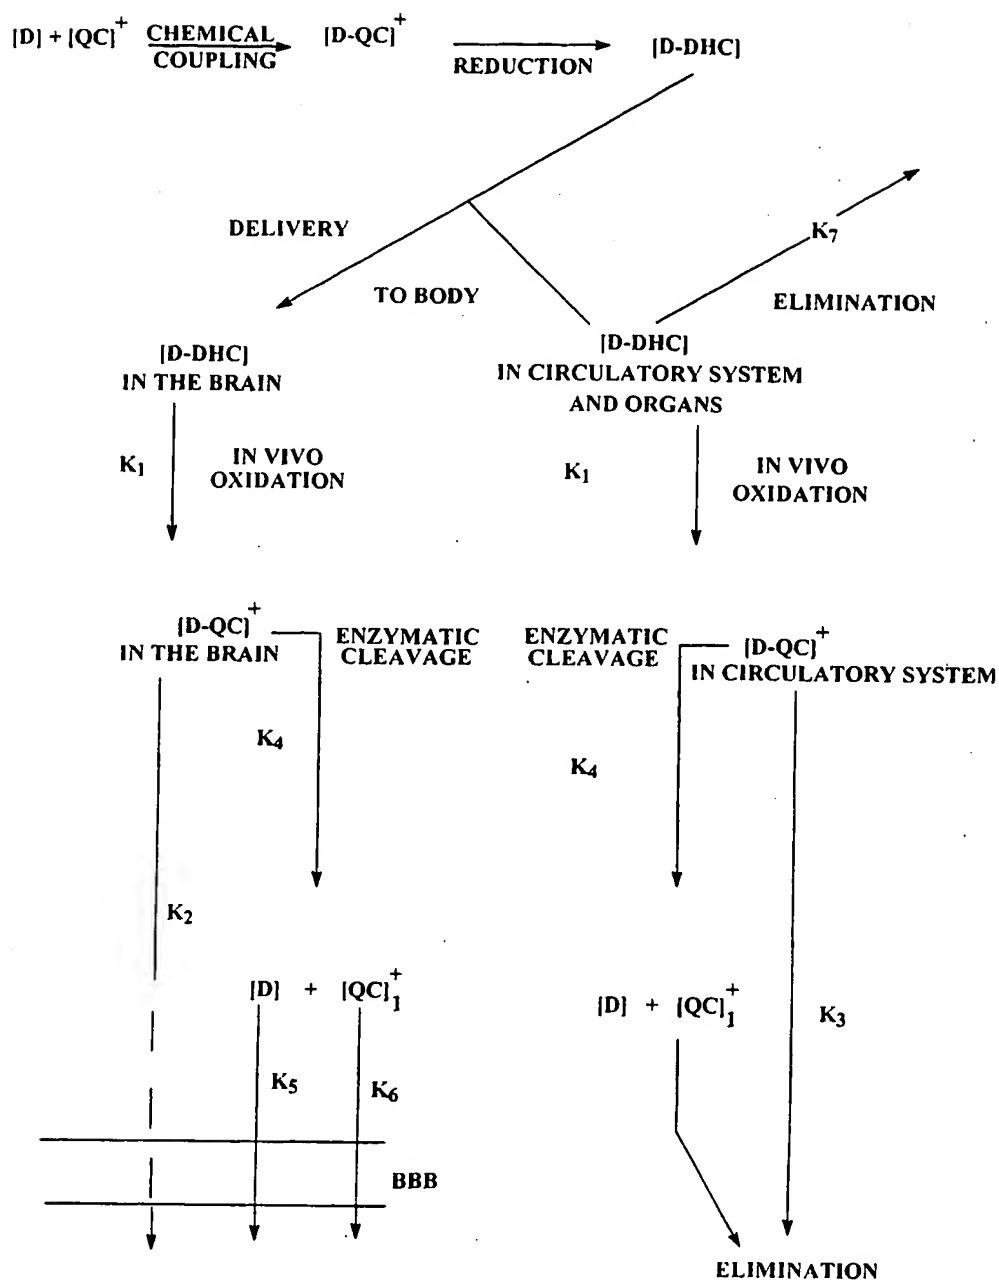 [D] + [QC]+ CHEMICAL COUPLING [D-QC]+ REDUCTION [D-DHC]
DELIVERY
TO BODY
K7
ELIMINATION
[D-DHC]
IN THE BRAIN
[D-DHC]
IN CIRCULATORY SYSTEM
AND ORGANS
K1
IN VIVO
OXIDATION
K1
IN VIVO
OXIDATION
[D-QC]+
IN THE BRAIN
ENZYMATIC
CLEAVAGE
ENZYMATIC
CLEAVAGE
[D-QC]+
IN CIRCULATORY SYSTEM
K4
K4
K2
[D] + [QC]1+
[D] + [QC]1+
K3
K5
K6
BBB
ELIMINATION